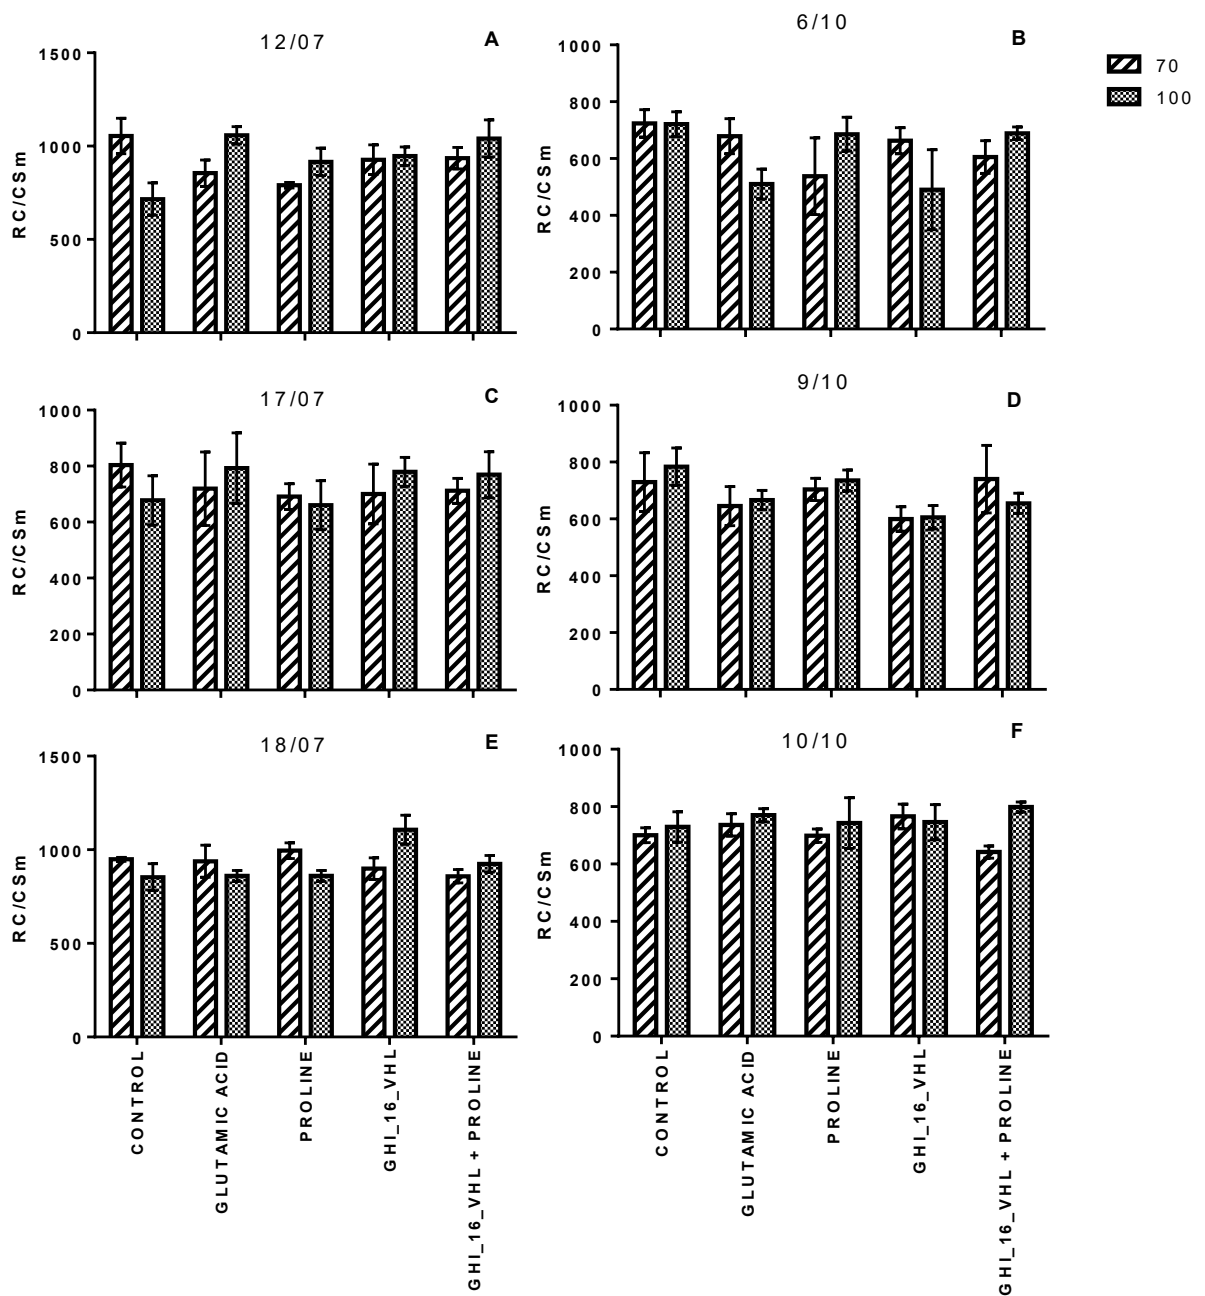 12/07
A
1500
1000
500
0
RC/CSm
6/10
B
1000
800
600
400
200
0
RC/CSm
70
100
17/07
C
1000
800
600
400
200
0
RC/CSm
9/10
D
1000
800
600
400
200
0
RC/CSm
18/07
E
1500
1000
500
0
RC/CSm
CONTROL
GLUTAMIC ACID
PROLINE
GHI_16_VHL
GHI_16_VHL + PROLINE
10/10
F
1000
800
600
400
200
0
RC/CSm
CONTROL
GLUTAMIC ACID
PROLINE
GHI_16_VHL
GHI_16_VHL + PROLINE